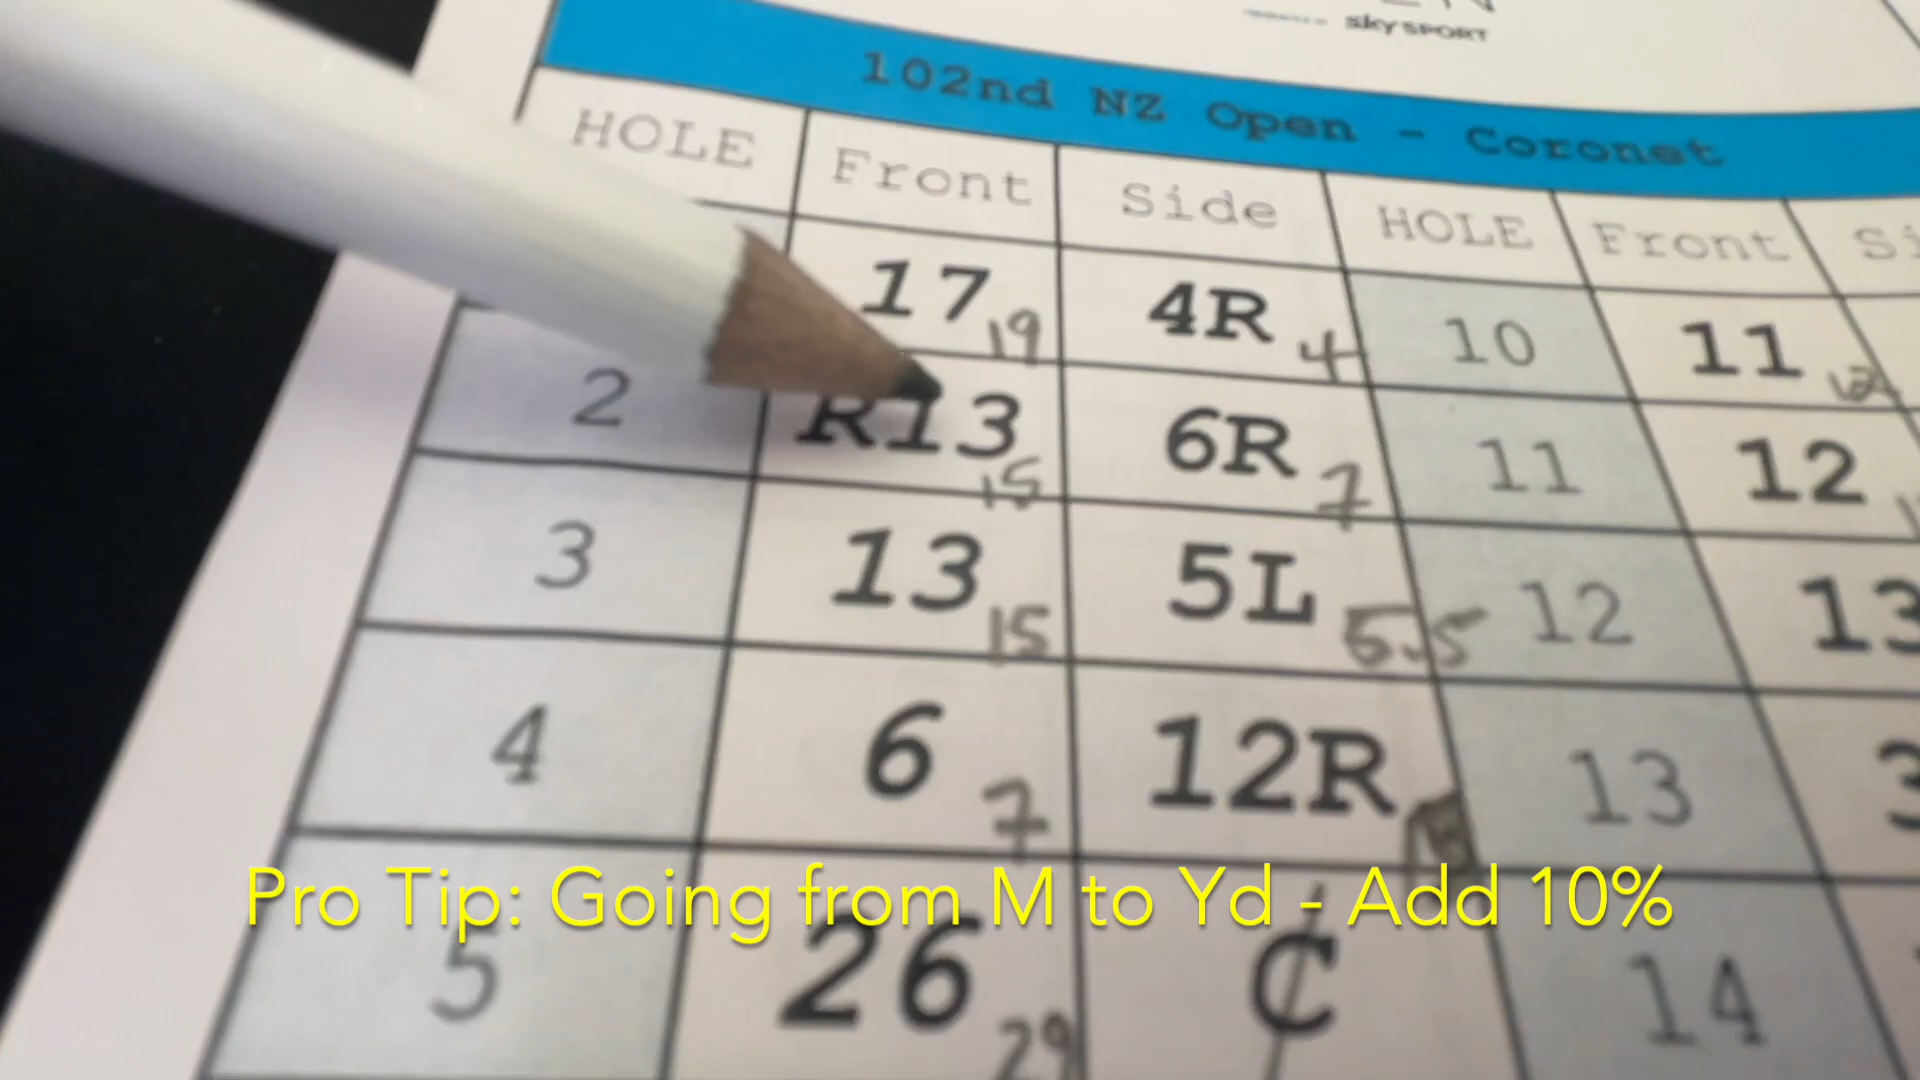 sky SPORT
102nd NZ Open - Coronet
HOLE Front Side HOLE Front
17 19 4R 4 10 11 12
2 R13 15 6R 7 11 12
3 13 15 5L 5.5 12 13
4 6 7 12R 13
Pro Tip: Going from M to Yd - Add 10%
5 26 29 ¢ 14